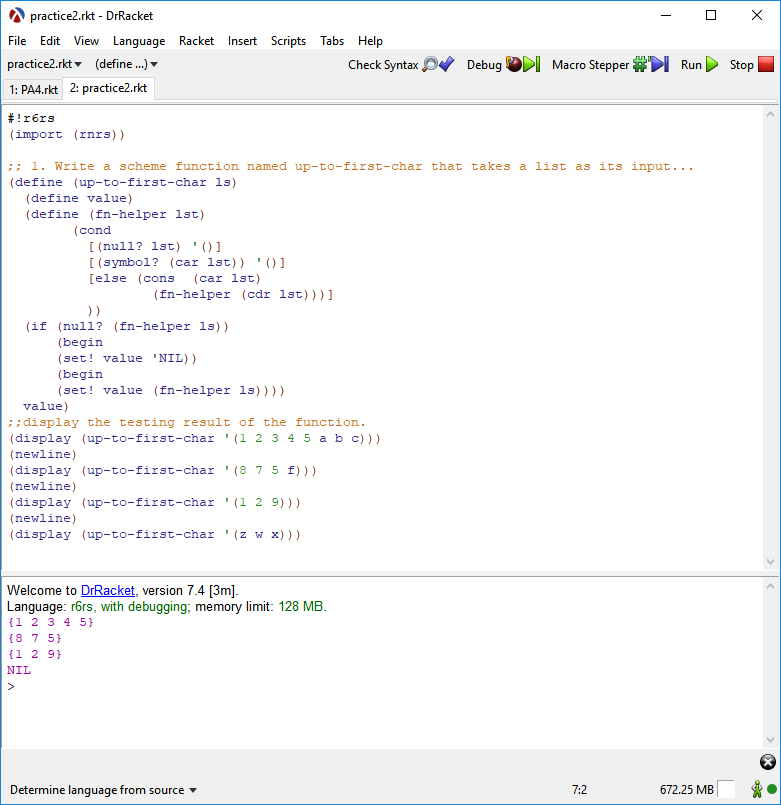 practice2.rkt - DrRacket
File Edit View Language Racket Insert Scripts Tabs Help
practice2.rkt (define ...) Check Syntax Debug Macro Stepper Run Stop
1: PA4.rkt 2: practice2.rkt
#!r6rs
(import (rnrs))
;; 1. Write a scheme function named up-to-first-char that takes a list as its input...
(define (up-to-first-char ls)
  (define value)
  (define (fn-helper lst)
        (cond
          [(null? lst) '()]
          [(symbol? (car lst)) '()]
          [else (cons  (car lst)
                  (fn-helper (cdr lst)))]
          ))
  (if (null? (fn-helper ls))
      (begin
      (set! value 'NIL))
      (begin
      (set! value (fn-helper ls))))
  value)
;;display the testing result of the function.
(display (up-to-first-char '(1 2 3 4 5 a b c)))
(newline)
(display (up-to-first-char '(8 7 5 f)))
(newline)
(display (up-to-first-char '(1 2 9)))
(newline)
(display (up-to-first-char '(z w x)))
Welcome to DrRacket, version 7.4 [3m].
Language: r6rs, with debugging; memory limit: 128 MB.
{1 2 3 4 5}
{8 7 5}
{1 2 9}
NIL
>
Determine language from source 7:2 672.25 MB